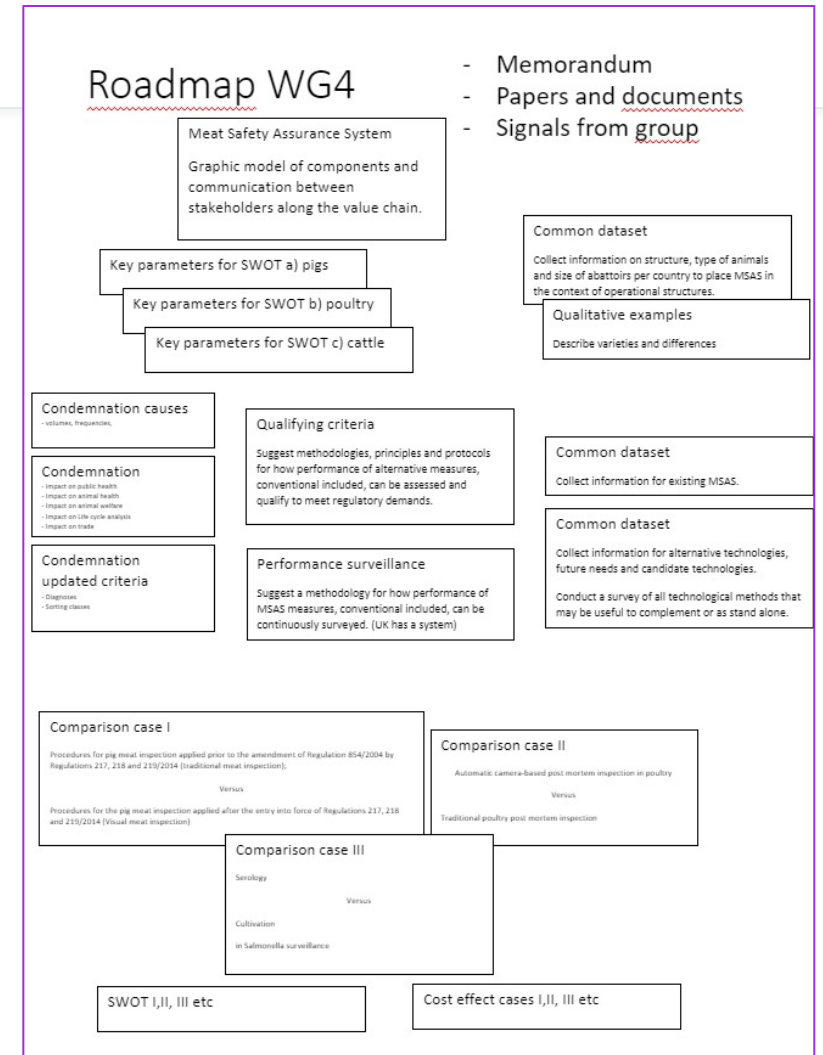 Roadmap WG4
- Memorandum
- Papers and documents
- Signals from group
Meat Safety Assurance System
Graphic model of components and
communication between
stakeholders along the value chain.
Common dataset
Collect information on structure, type of animals
and size of abattoirs per country to place MSAS in
the context of operational structures.
Qualitative examples
Describe varieties and differences
Key parameters for SWOT a) pigs
Key parameters for SWOT b) poultry
Key parameters for SWOT c) cattle
Condemnation causes
- volumes, frequencies,
Condemnation
- Impact on public health
- Impact on animal health
- Impact on animal welfare
- Impact on Life cycle analysis
- Impact on trade
Condemnation
updated criteria
- Diagnoses
- Sorting classes
Qualifying criteria
Suggest methodologies, principles and protocols
for how performance of alternative measures,
conventional included, can be assessed and
qualify to meet regulatory demands.
Performance surveillance
Suggest a methodology for how performance of
MSAS measures, conventional included, can be
continuously surveyed. (UK has a system)
Common dataset
Collect information for existing MSAS.
Common dataset
Collect information for alternative technologies,
future needs and candidate technologies.
Conduct a survey of all technological methods that
may be useful to complement or as stand alone.
Comparison case I
Procedures for pig meat inspection applied prior to the amendment of Regulation 854/2004 by
Regulations 217, 218 and 219/2014 (traditional meat inspection);
Versus
Procedures for the pig meat inspection applied after the entry into force of Regulations 217, 218
and 219/2014 (Visual meat inspection)
Comparison case II
Automatic camera-based post mortem inspection in poultry
Versus
Traditional poultry post mortem inspection
Comparison case III
Serology
Versus
Cultivation
in Salmonella surveillance
SWOT I,II, III etc
Cost effect cases I,II, III etc